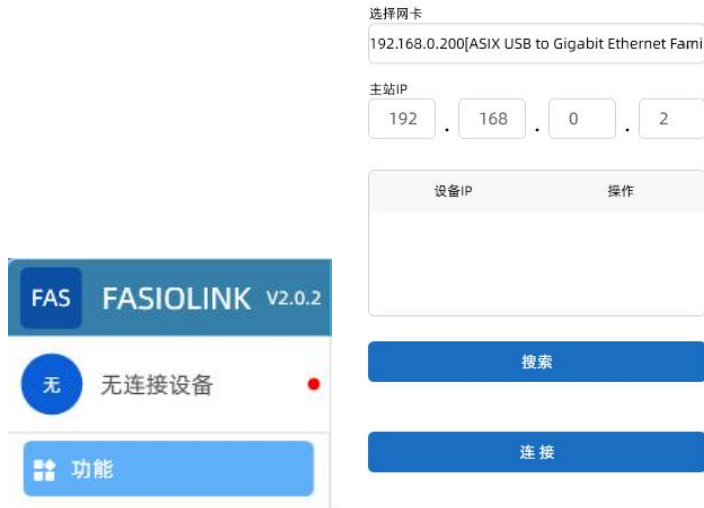 FAS FASIOLINK V2.0.2
无 无连接设备
功能
选择网卡
192.168.0.200[ASIX USB to Gigabit Ethernet Fami
主站IP
192 . 168 . 0 . 2
设备IP 操作
搜索
连接